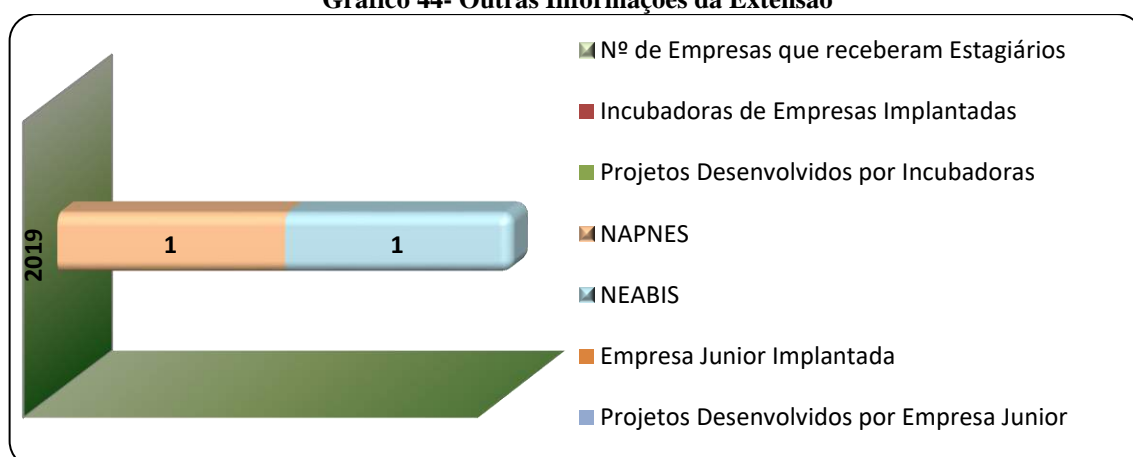 Gráfico 44- Outras Informações da Extensão
Nº de Empresas que receberam Estagiários
Incubadoras de Empresas Implantadas
Projetos Desenvolvidos por Incubadoras
NAPNES
NEABIS
Empresa Junior Implantada
Projetos Desenvolvidos por Empresa Junior
2019
1 1